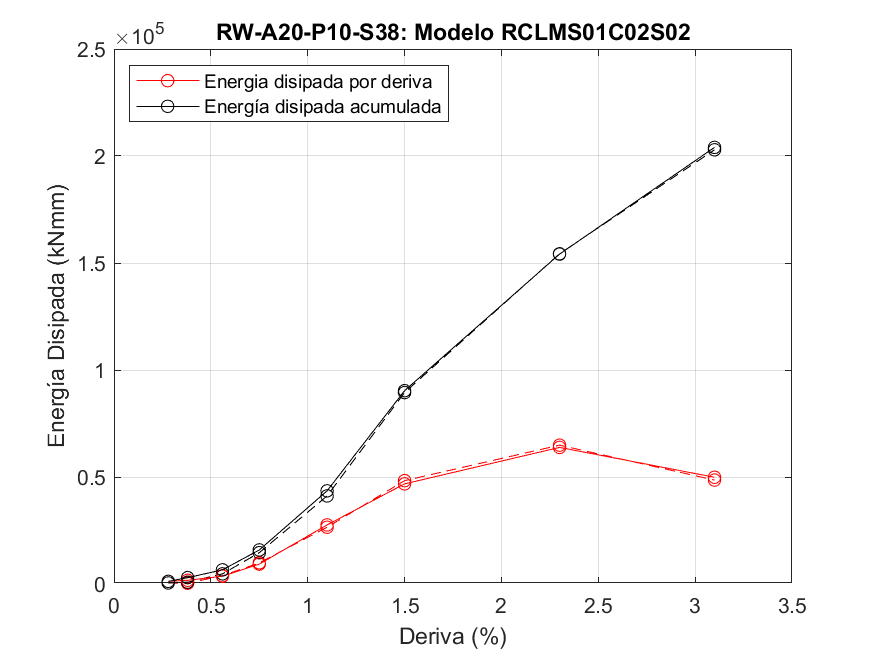 RW-A20-P10-S38: Modelo RCLMS01C02S02
×10⁵
Energia disipada por deriva
Energía disipada acumulada
2.5
2
1.5
1
0.5
0
Energía Disipada (kNmm)
0 0.5 1 1.5 2 2.5 3 3.5
Deriva (%)